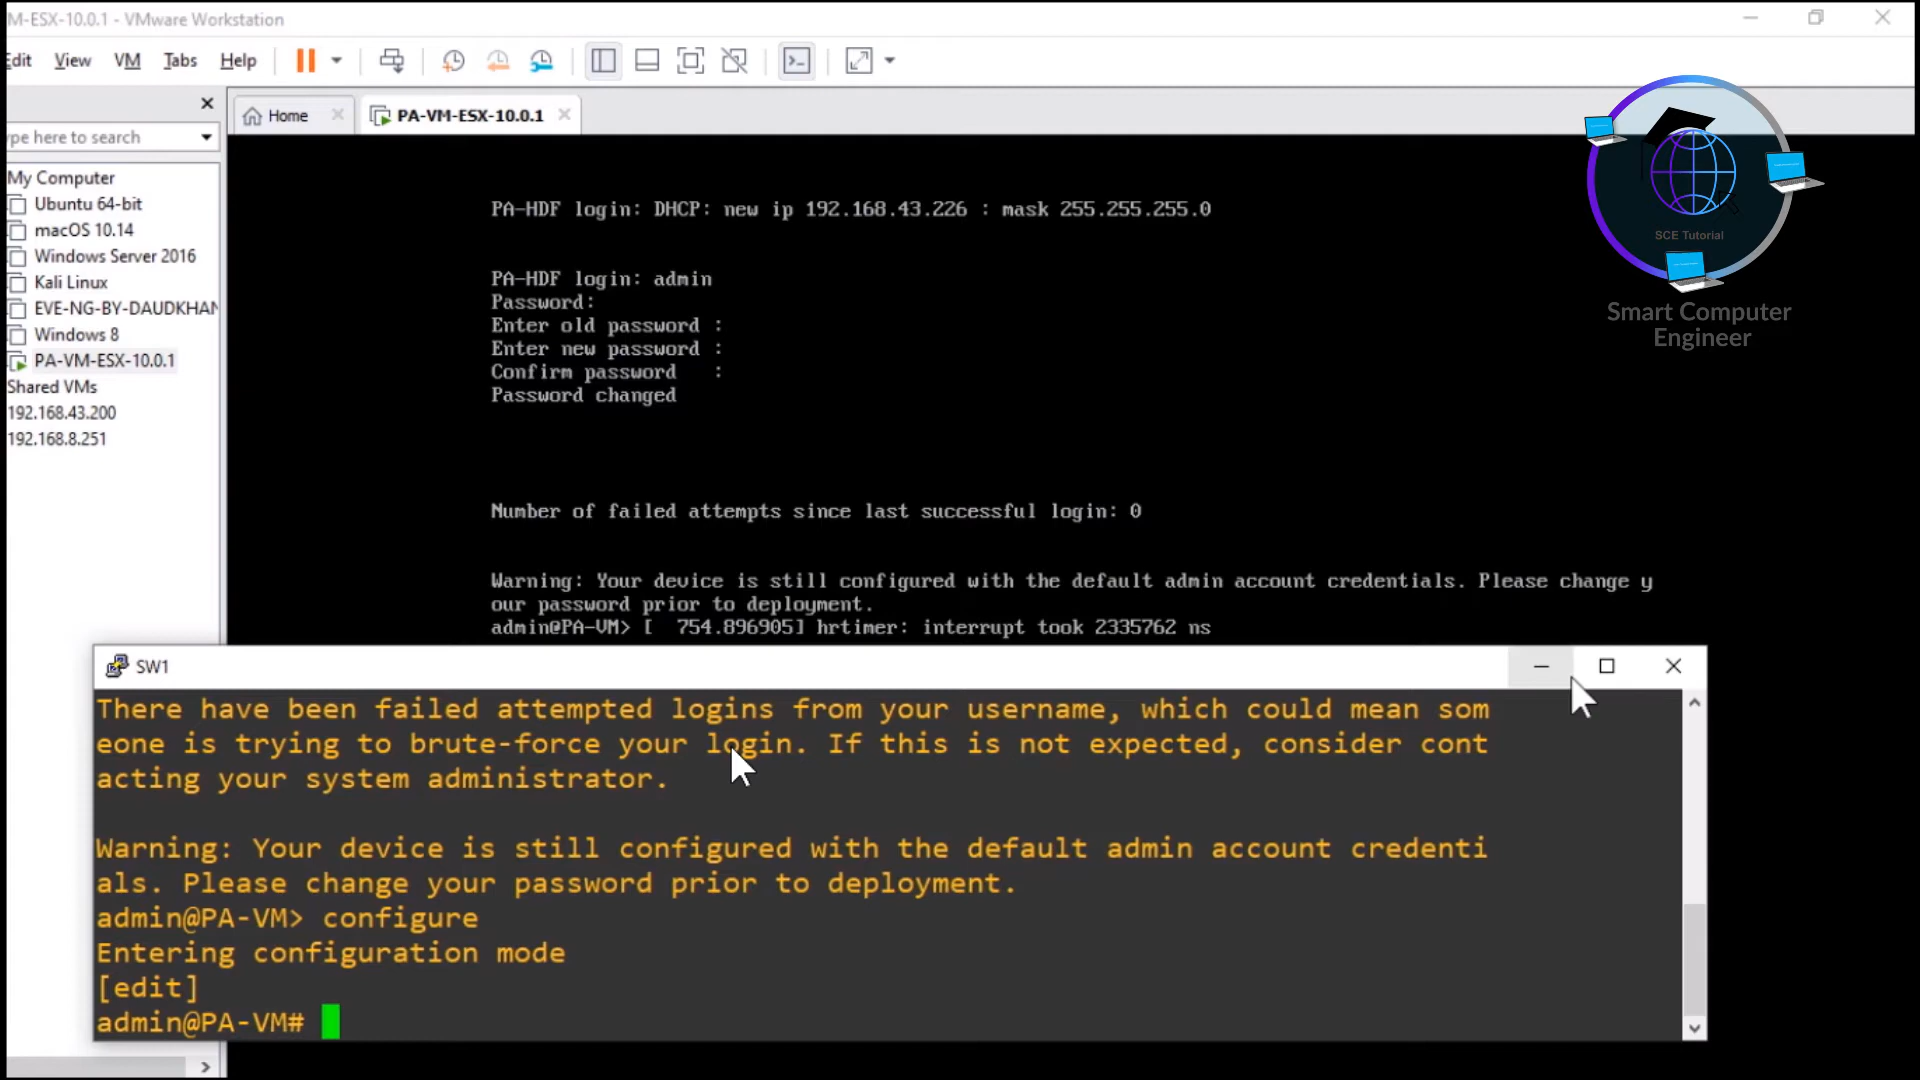 M-ESX-10.0.1 - VMware Workstation
Edit View VM Tabs Help
ype here to search
Home
PA-VM-ESX-10.0.1
My Computer
Ubuntu 64-bit
macOS 10.14
Windows Server 2016
Kali Linux
EVE-NG-BY-DAUDKHAN
Windows 8
PA-VM-ESX-10.0.1
Shared VMs
192.168.43.200
192.168.8.251
PA-HDF login: DHCP: new ip 192.168.43.226 : mask 255.255.255.0
PA-HDF login: admin
Password:
Enter old password :
Enter new password :
Confirm password   :
Password changed
Number of failed attempts since last successful login: 0
Warning: Your device is still configured with the default admin account credentials. Please change y
our password prior to deployment.
admin@PA-VM> [  754.896905] hrtimer: interrupt took 2335762 ns
SCE Tutorial
Smart Computer
Engineer
SW1
There have been failed attempted logins from your username, which could mean som
eone is trying to brute-force your login. If this is not expected, consider cont
acting your system administrator.
Warning: Your device is still configured with the default admin account credenti
als. Please change your password prior to deployment.
admin@PA-VM> configure
Entering configuration mode
[edit]
admin@PA-VM#